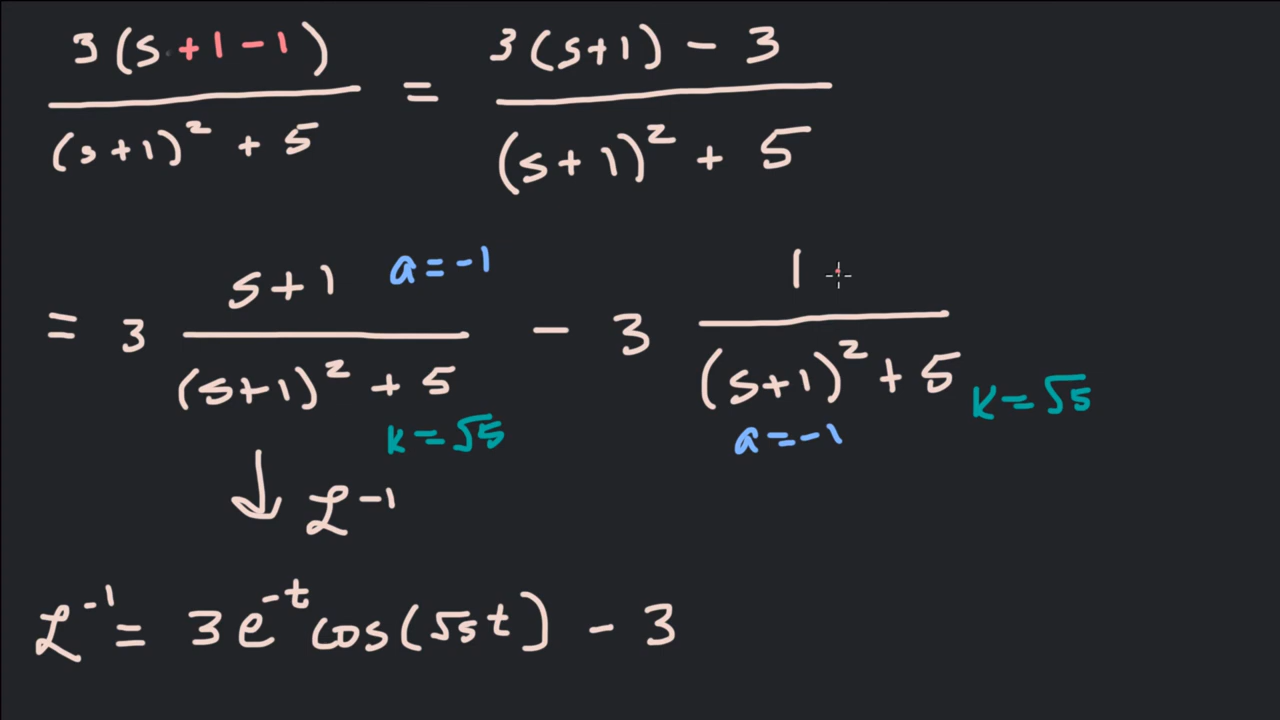 3(s+1-1) / ((s+1)² + 5) = (3(s+1) - 3) / ((s+1)² + 5)
= 3 (s+1) / ((s+1)² + 5) - 3 1 / ((s+1)² + 5)
a = -1
k = √5
a = -1
k = √5
↓ ℒ⁻¹
ℒ⁻¹ = 3e⁻ᵗ cos(√5t) - 3